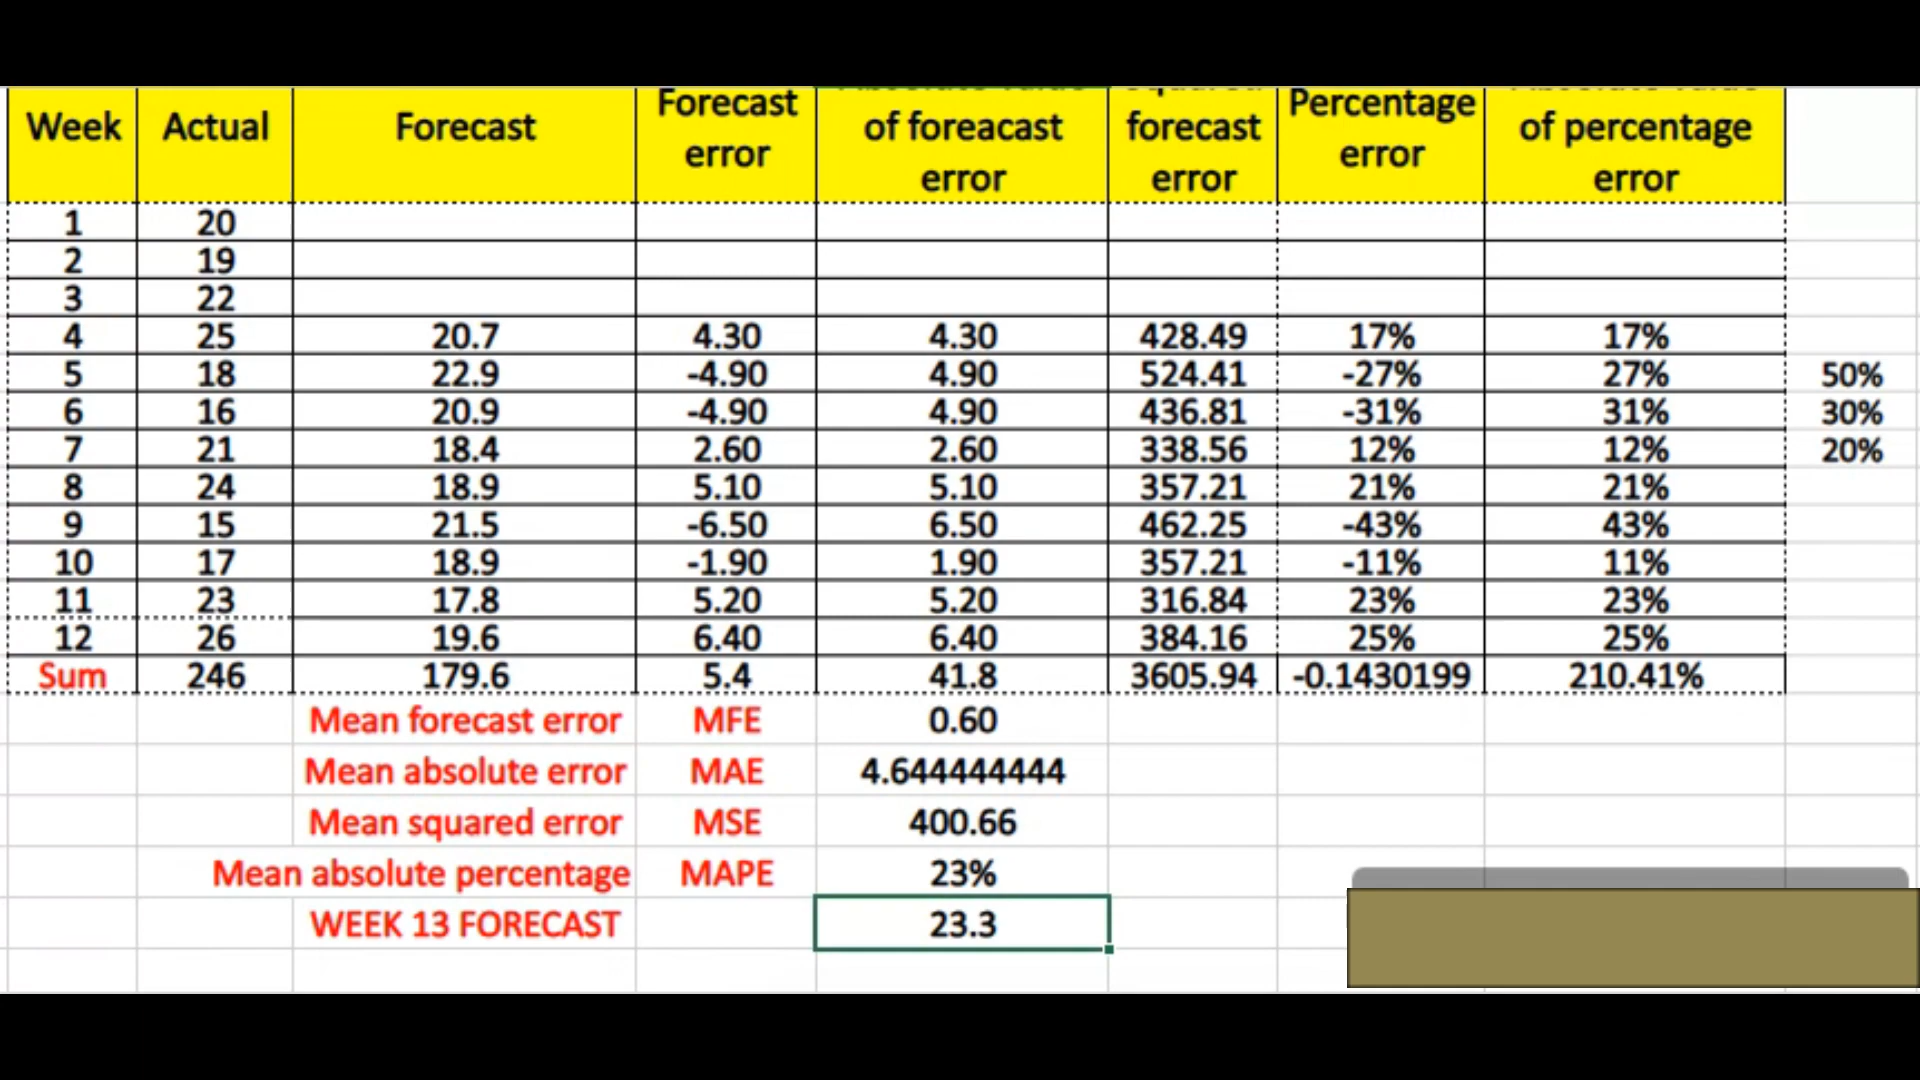 Week Actual Forecast Forecast error of foreacast error forecast error Percentage error of percentage error
1 20
2 19
3 22
4 25 20.7 4.30 4.30 428.49 17% 17%
5 18 22.9 -4.90 4.90 524.41 -27% 27% 50%
6 16 20.9 -4.90 4.90 436.81 -31% 31% 30%
7 21 18.4 2.60 2.60 338.56 12% 12% 20%
8 24 18.9 5.10 5.10 357.21 21% 21%
9 15 21.5 -6.50 6.50 462.25 -43% 43%
10 17 18.9 -1.90 1.90 357.21 -11% 11%
11 23 17.8 5.20 5.20 316.84 23% 23%
12 26 19.6 6.40 6.40 384.16 25% 25%
Sum 246 179.6 5.4 41.8 3605.94 -0.1430199 210.41%
Mean forecast error MFE 0.60
Mean absolute error MAE 4.644444444
Mean squared error MSE 400.66
Mean absolute percentage MAPE 23%
WEEK 13 FORECAST 23.3